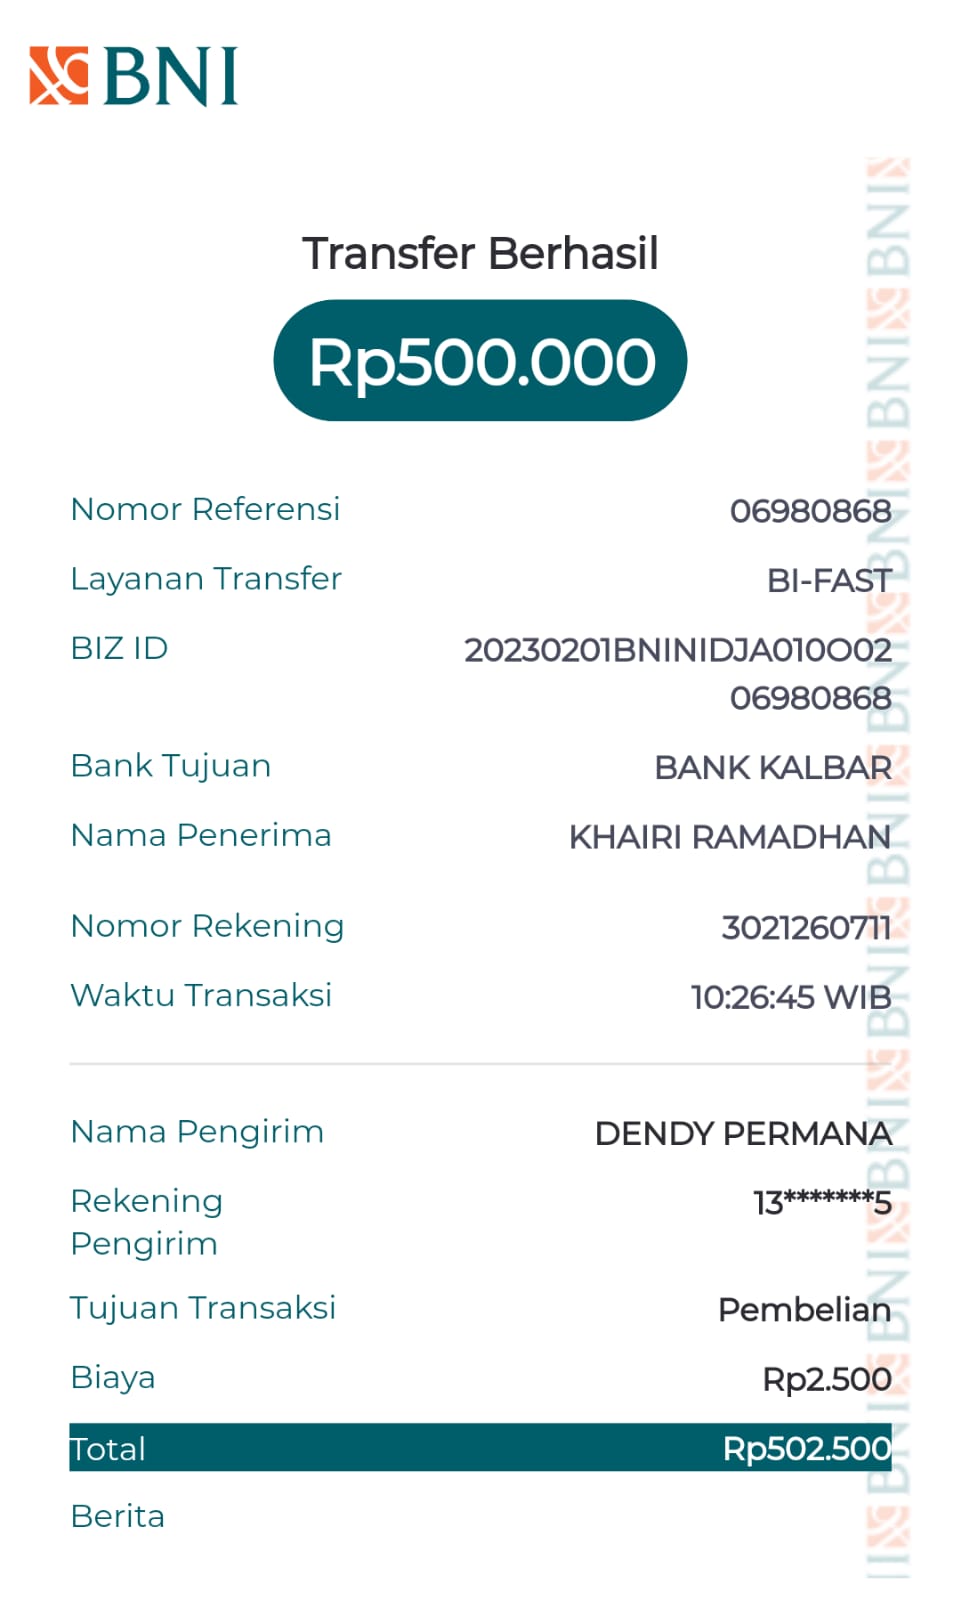 BNI
Transfer Berhasil
Rp500.000
Nomor Referensi 06980868
Layanan Transfer BI-FAST
BIZ ID 20230201BNINIDJA010O02
06980868
Bank Tujuan BANK KALBAR
Nama Penerima KHAIRI RAMADHAN
Nomor Rekening 3021260711
Waktu Transaksi 10:26:45 WIB
Nama Pengirim DENDY PERMANA
Rekening 13*******5
Pengirim
Tujuan Transaksi Pembelian
Biaya Rp2.500
Total Rp502.500
Berita
BNI BNI BNI BNI BNI BNI BNI BNI BNI